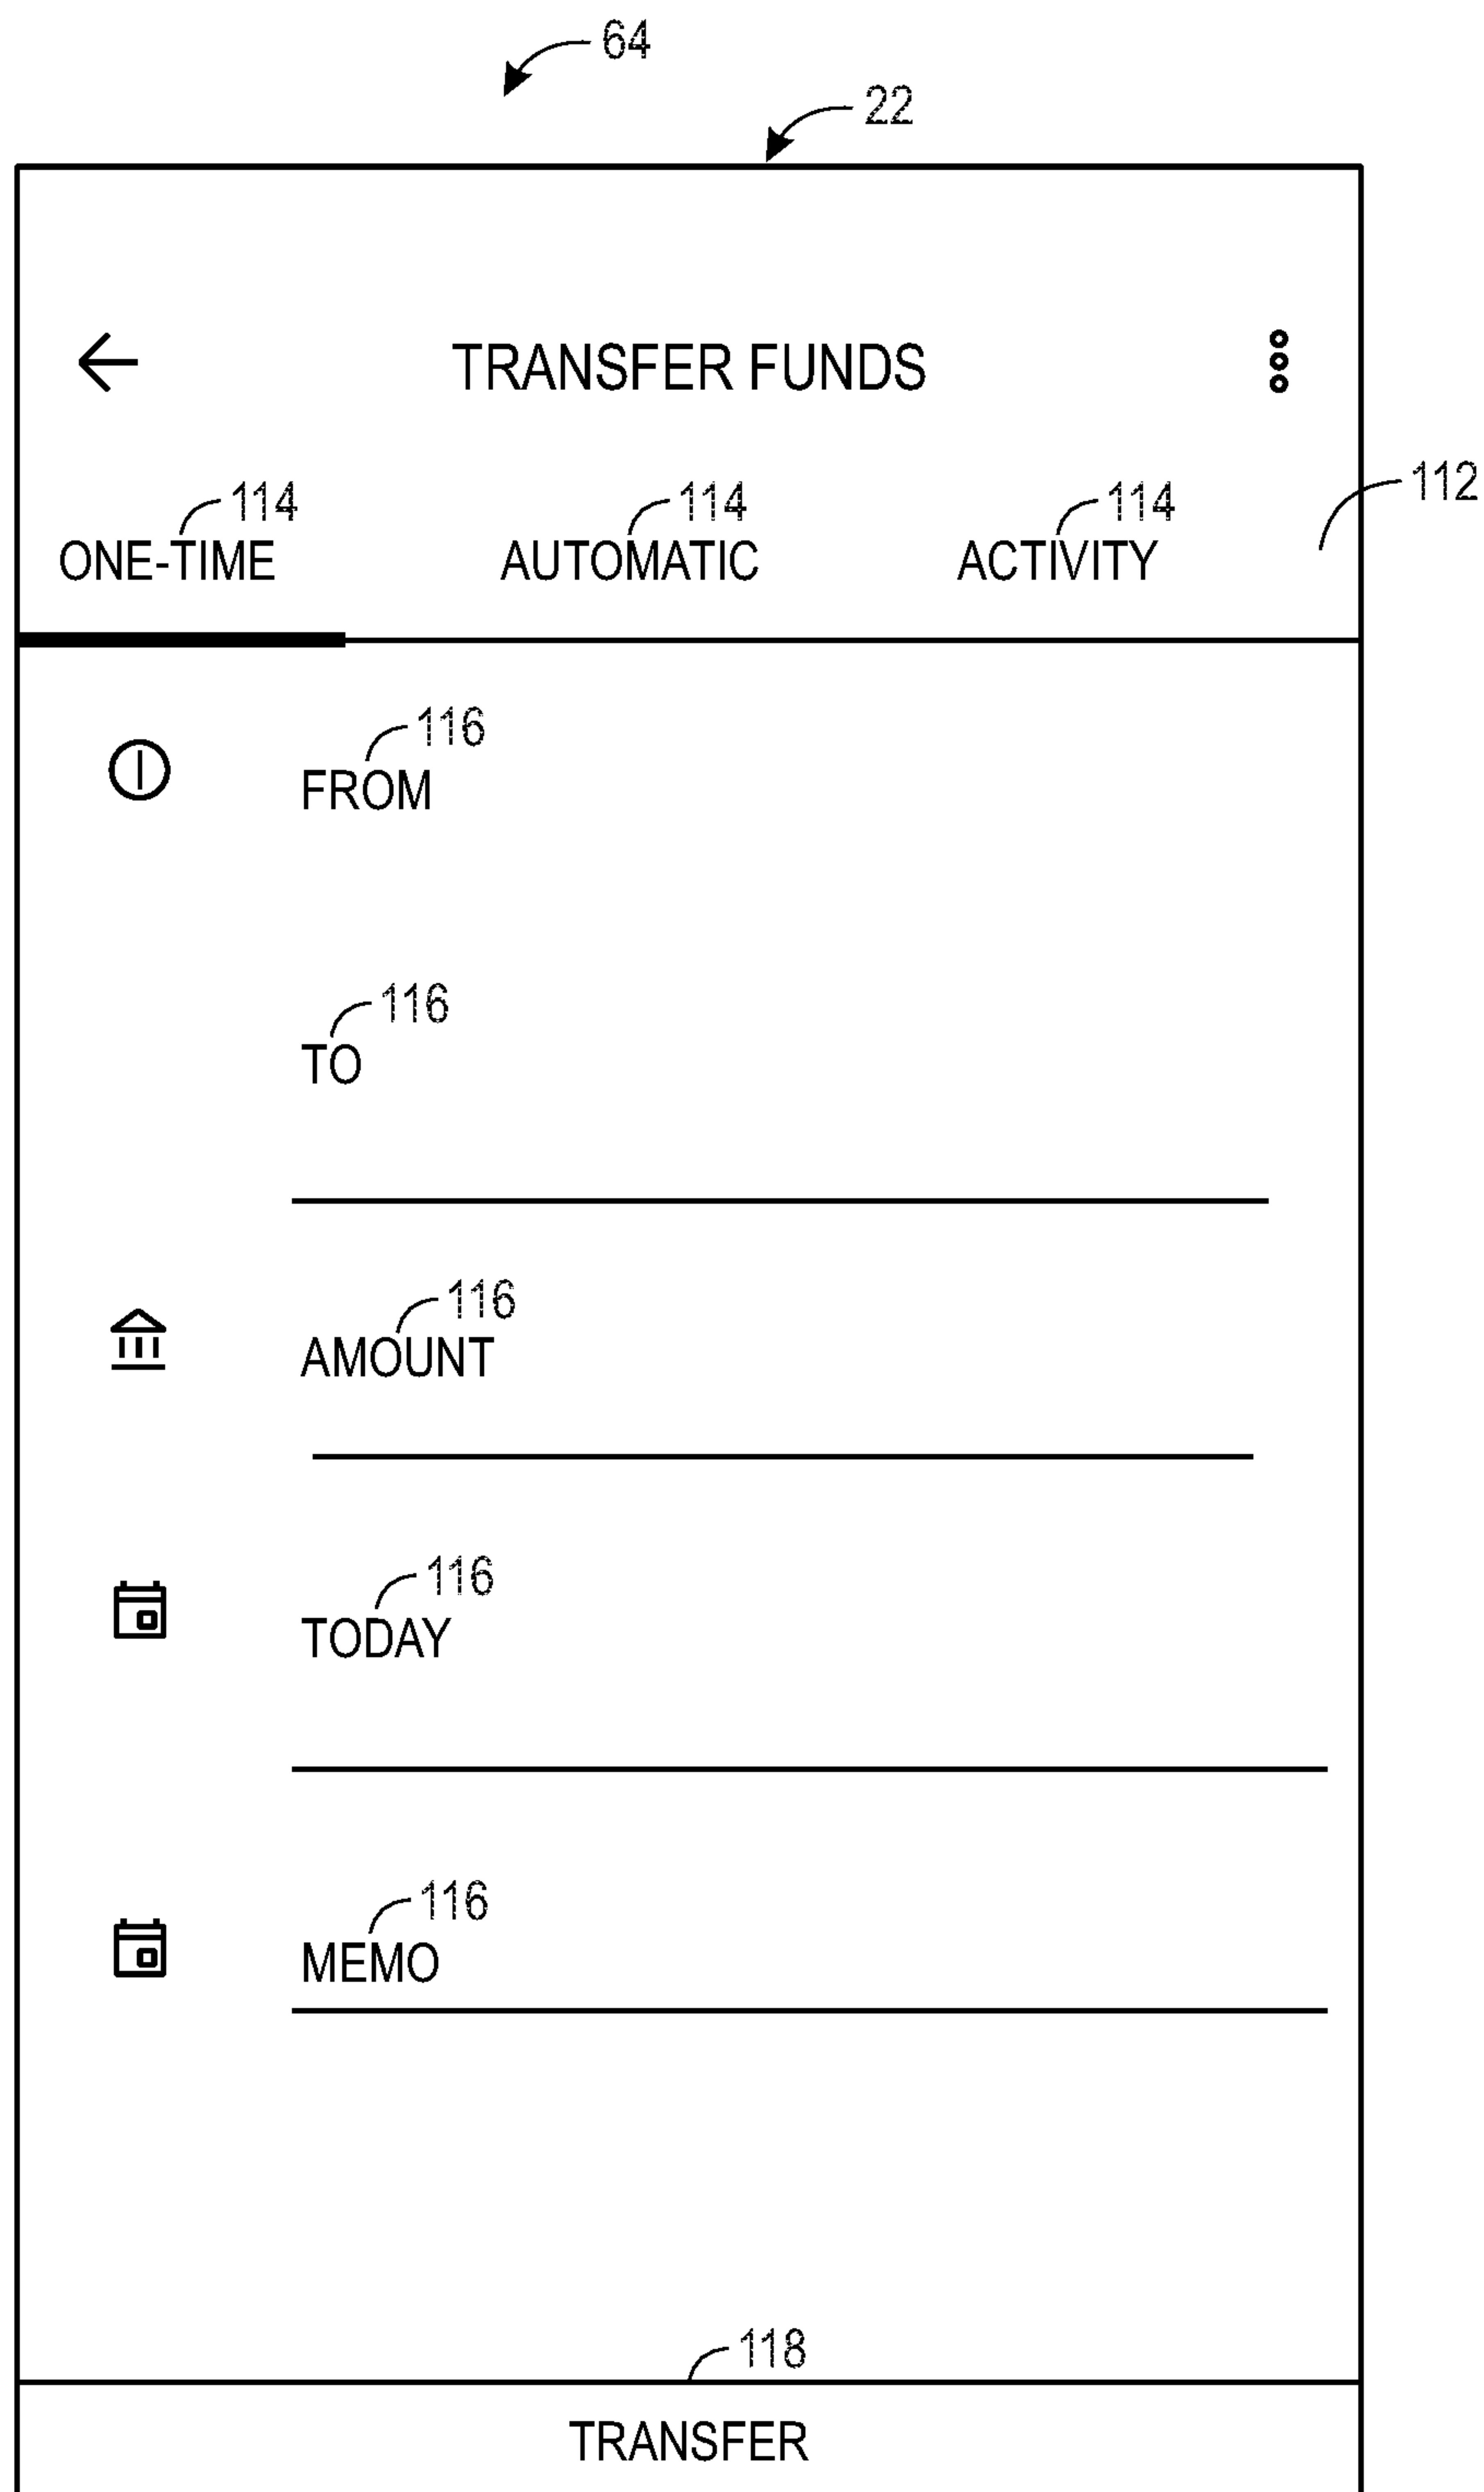 64
22
TRANSFER FUNDS
114 114 114 112
ONE-TIME AUTOMATIC ACTIVITY
116
FROM
116
TO
116
AMOUNT
116
TODAY
116
MEMO
118
TRANSFER